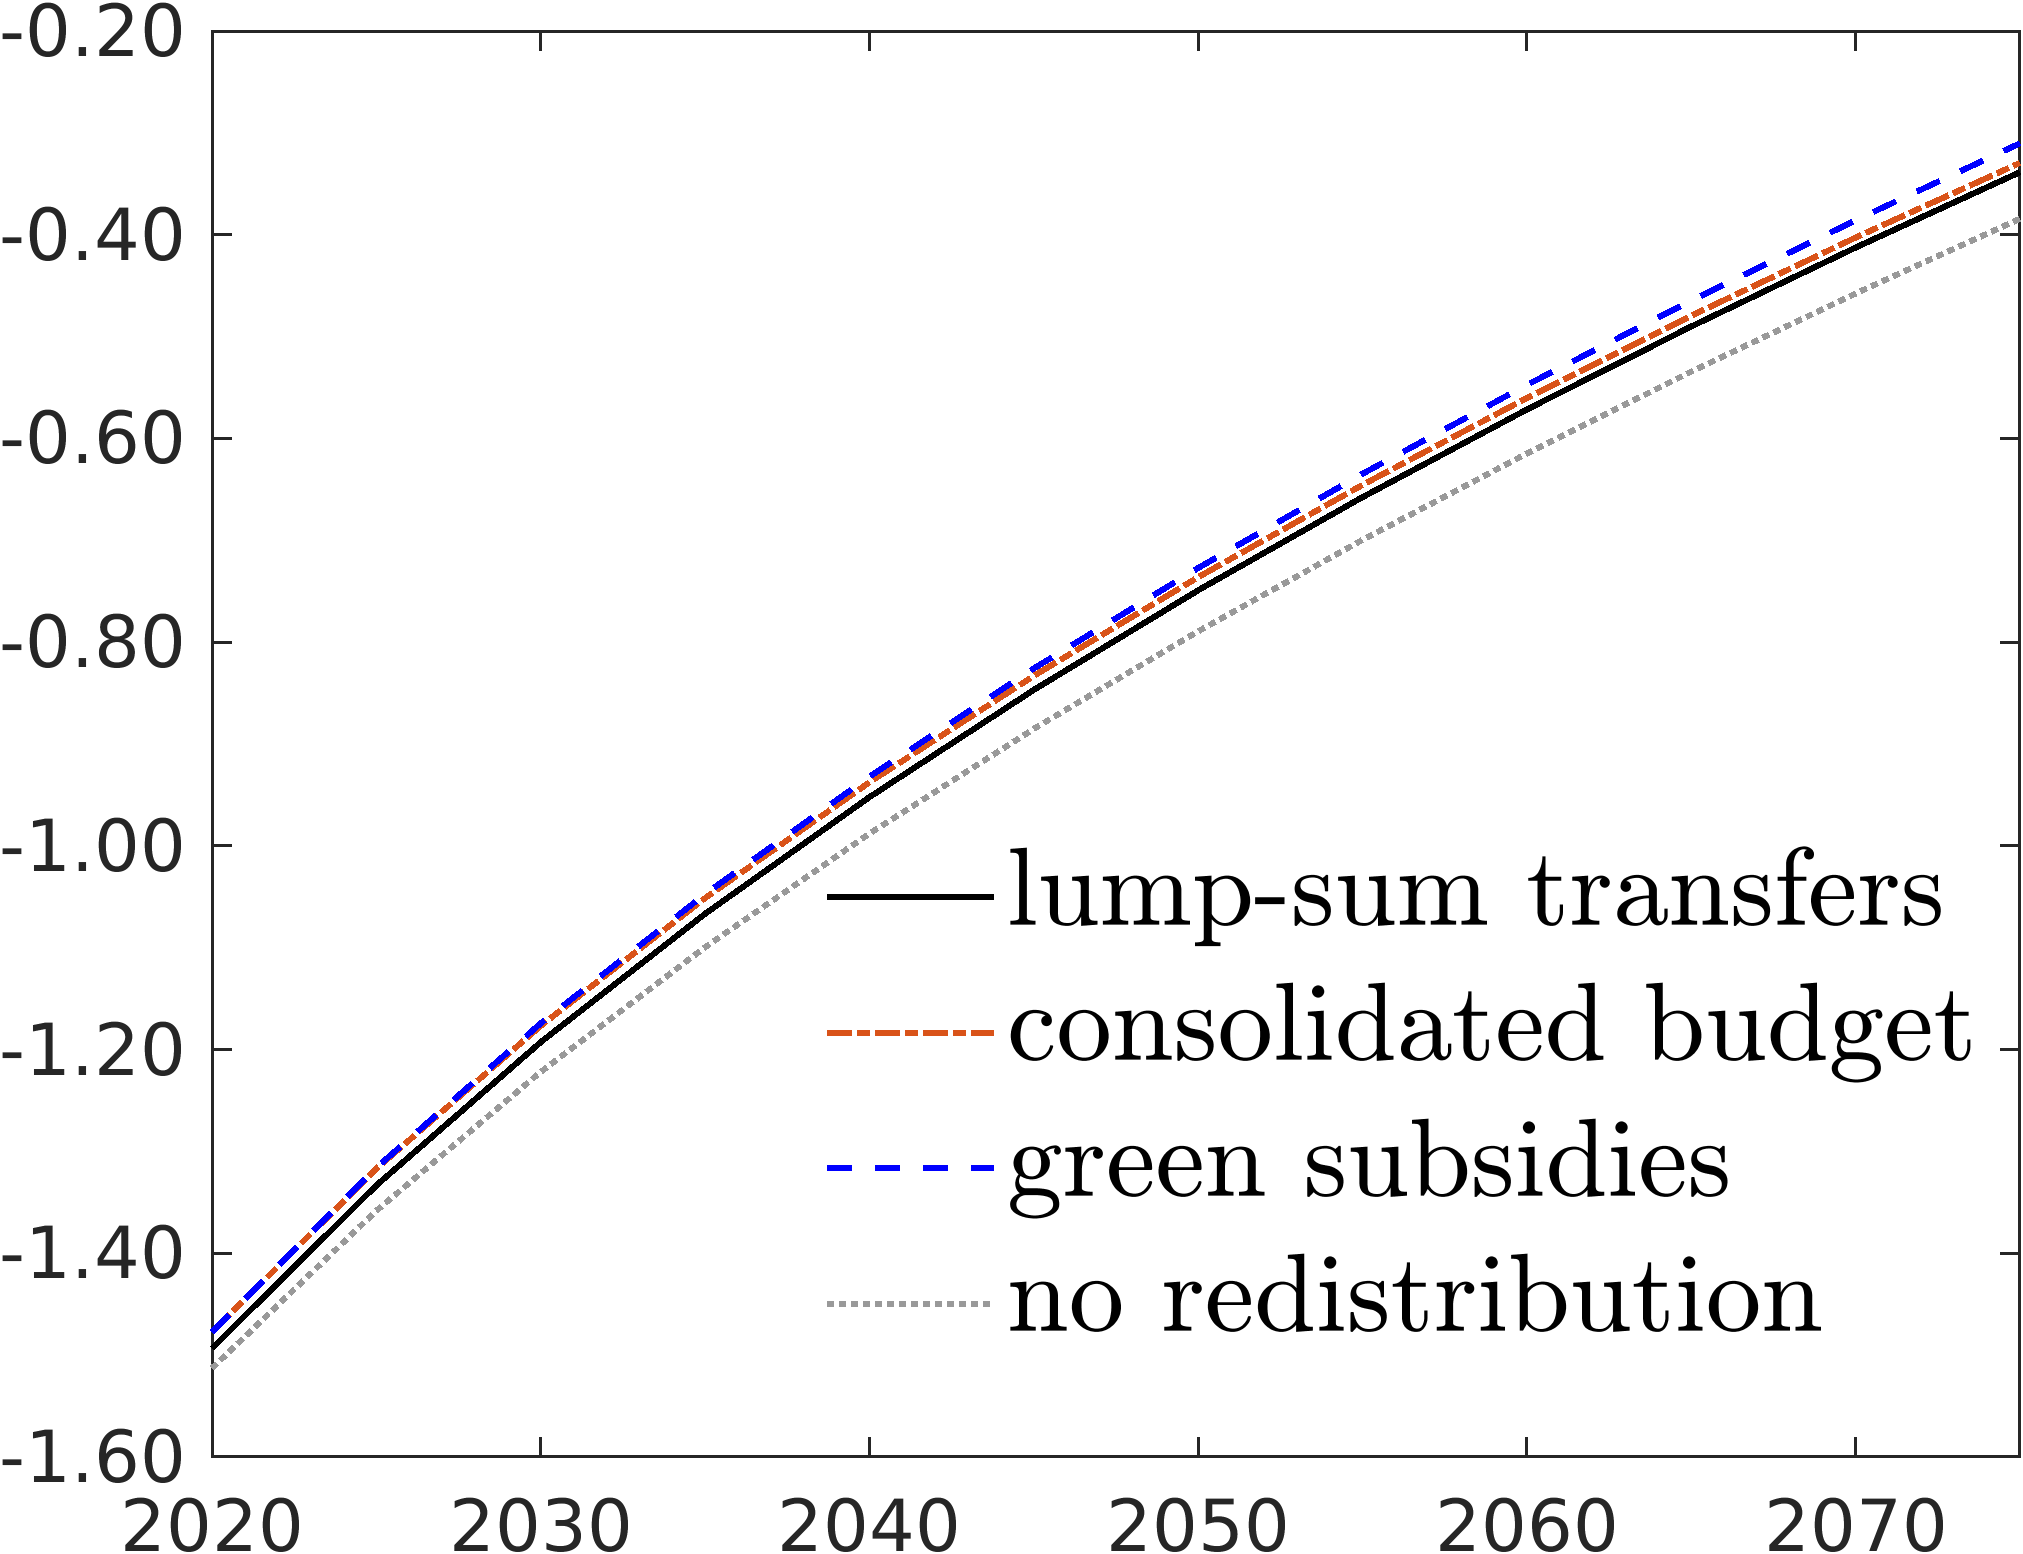 -0.20
-0.40
-0.60
-0.80
-1.00
-1.20
-1.40
-1.60
lump-sum transfers
consolidated budget
green subsidies
no redistribution
2020 2030 2040 2050 2060 2070